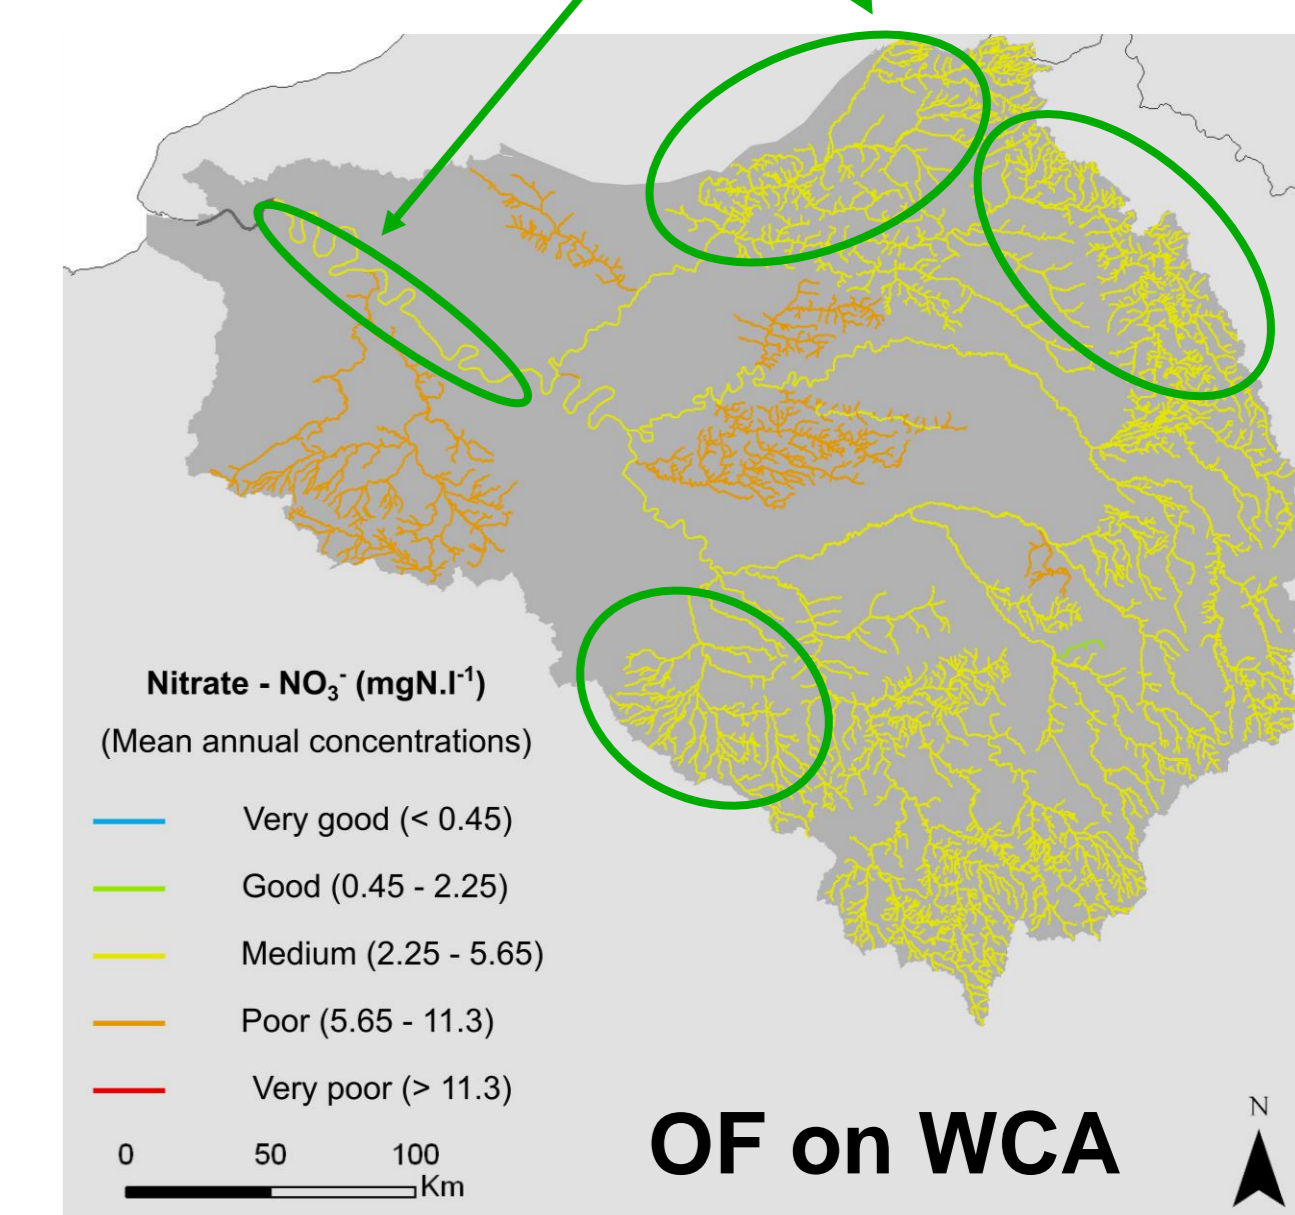 Nitrate - NO₃⁻ (mgN.l⁻¹)
(Mean annual concentrations)
Very good (< 0.45)
Good (0.45 - 2.25)
Medium (2.25 - 5.65)
Poor (5.65 - 11.3)
Very poor (> 11.3)
0 50 100
Km
OF on WCA
N